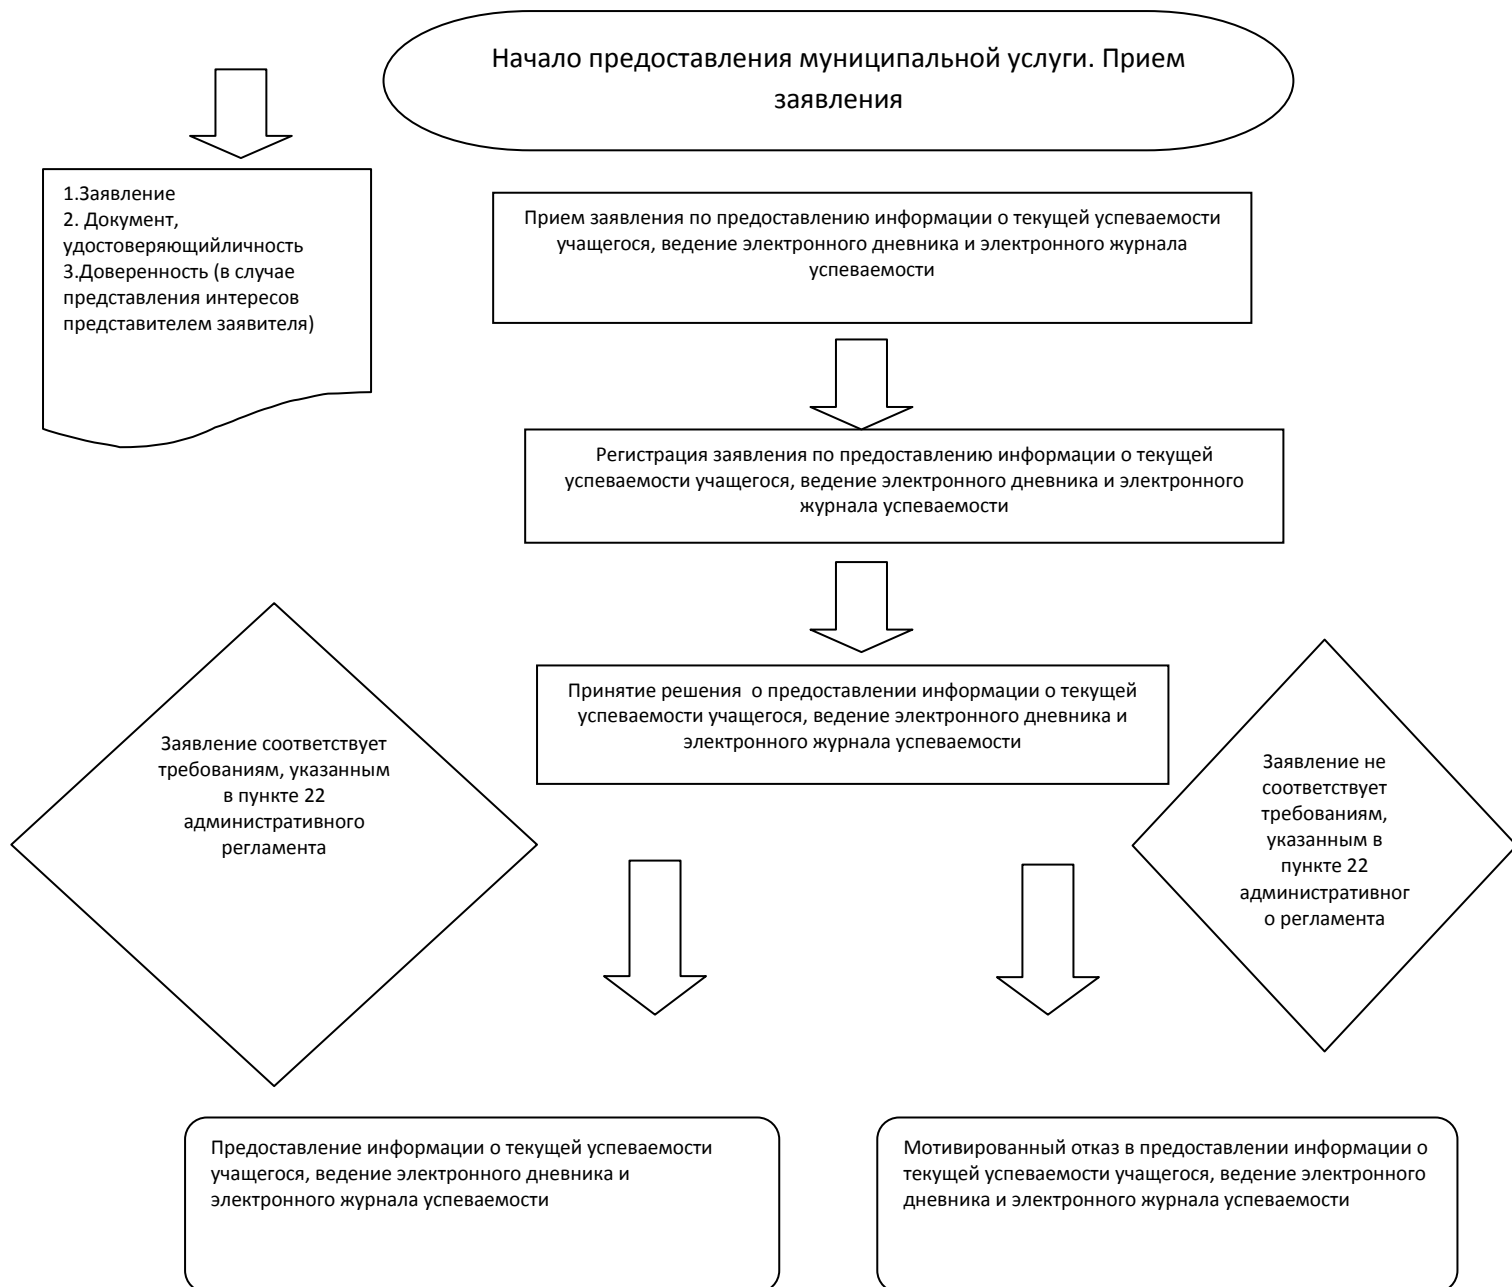 Начало предоставления муниципальной услуги. Прием
заявления
1.Заявление
2. Документ,
удостоверяющийличность
3.Доверенность (в случае
представления интересов
представителем заявителя)
Прием заявления по предоставлению информации о текущей успеваемости
учащегося, ведение электронного дневника и электронного журнала
успеваемости
Регистрация заявления по предоставлению информации о текущей
успеваемости учащегося, ведение электронного дневника и электронного
журнала успеваемости
Принятие решения  о предоставлении информации о текущей
успеваемости учащегося, ведение электронного дневника и
электронного журнала успеваемости
Заявление соответствует
требованиям, указанным
в пункте 22
административного
регламента
Заявление не
соответствует
требованиям,
указанным в
пункте 22
административног
о регламента
Предоставление информации о текущей успеваемости
учащегося, ведение электронного дневника и
электронного журнала успеваемости
Мотивированный отказ в предоставлении информации о
текущей успеваемости учащегося, ведение электронного
дневника и электронного журнала успеваемости